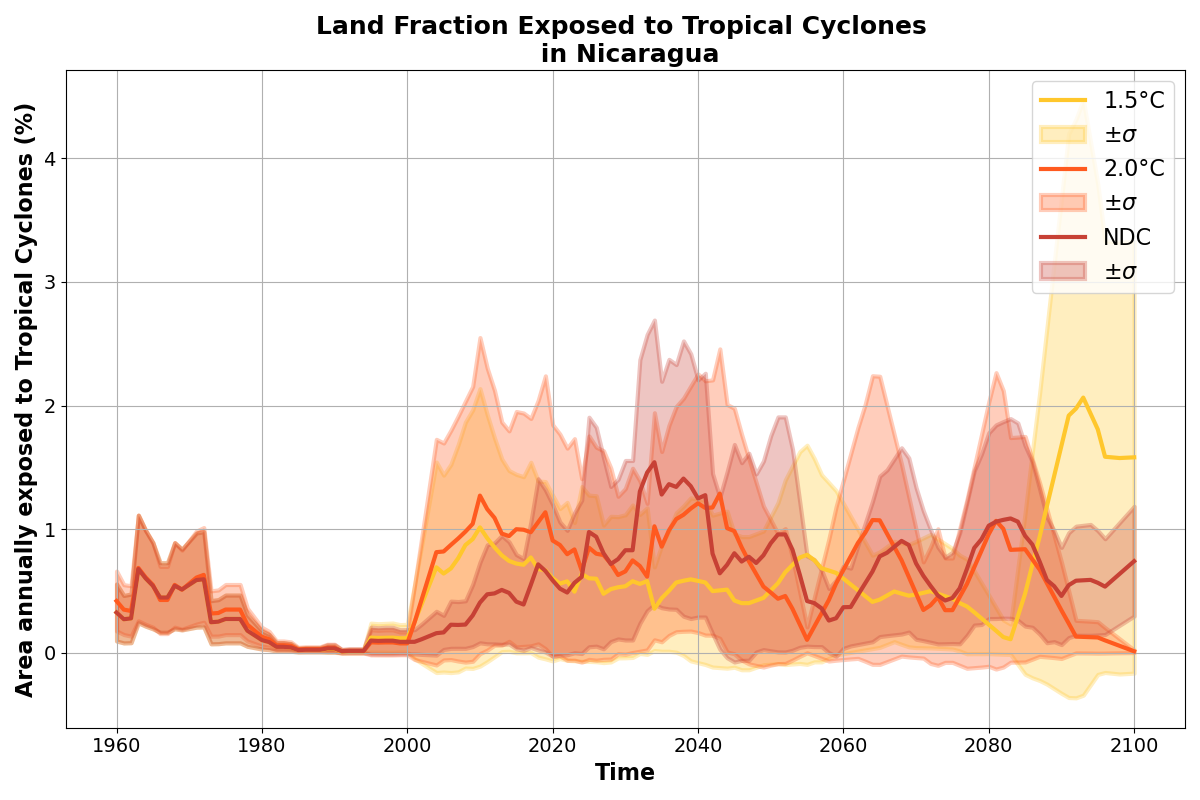 Land Fraction Exposed to Tropical Cyclones
in Nicaragua
Area annually exposed to Tropical Cyclones (%)
4
3
2
1
0
1960 1980 2000 2020 2040 2060 2080 2100
Time
1.5°C
±σ
2.0°C
±σ
NDC
±σ